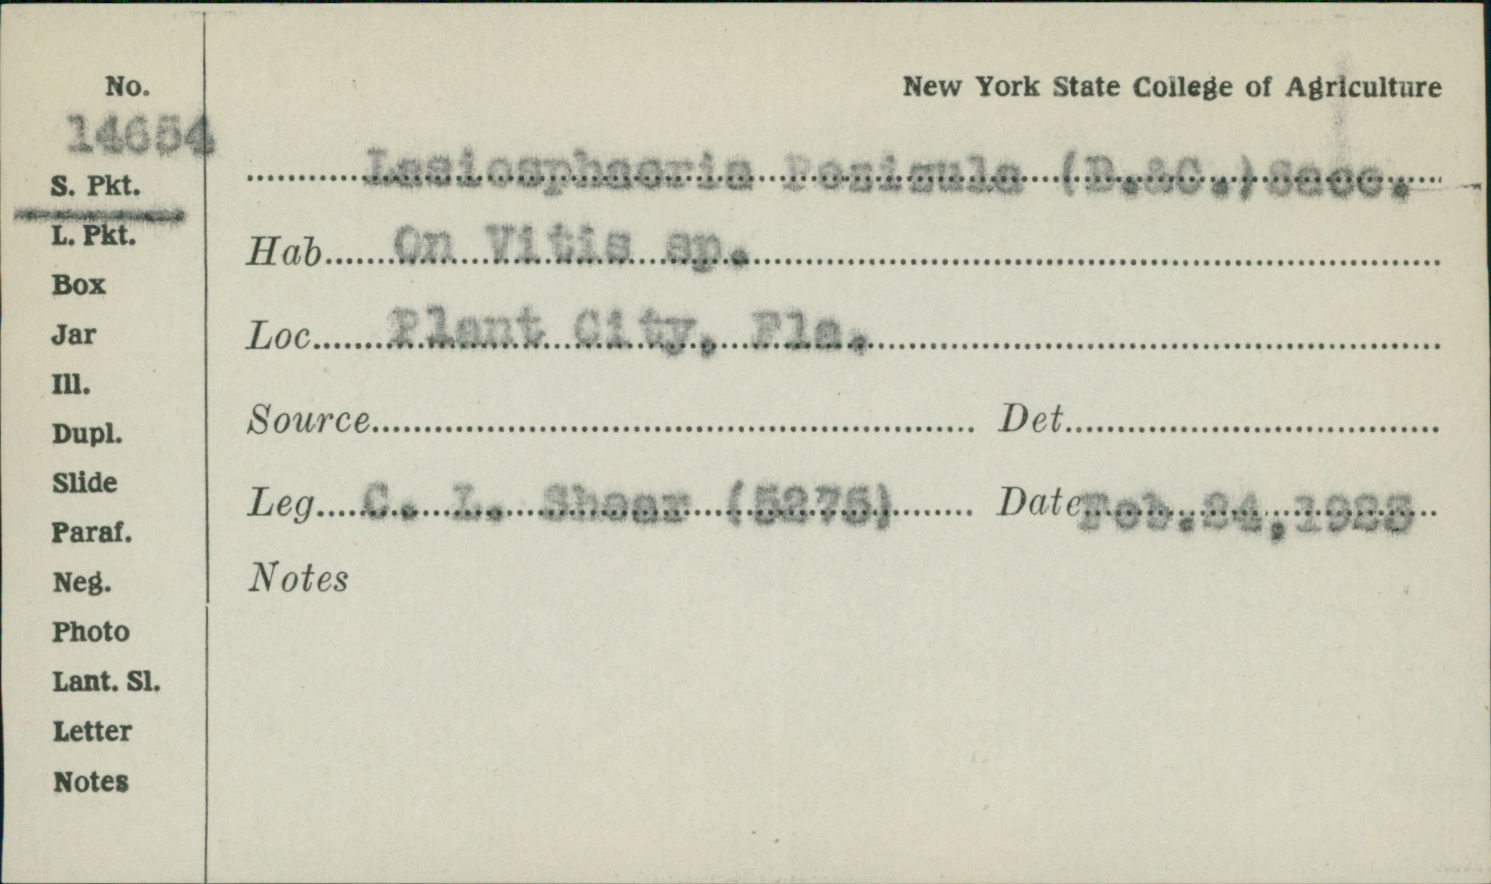 No.
New York State College of Agriculture
14654
Lasiosphaeria Pezizula (B.&C.) Sacc.
S. Pkt.
L. Pkt.
Hab On Vitis sp.
Box
Loc Plant City, Fla.
Jar
Ill.
Source Det.
Dupl.
Slide
Leg C. L. Shear (5275) Date Feb. 24, 1923
Paraf.
Neg.
Notes
Photo
Lant. Sl.
Letter
Notes